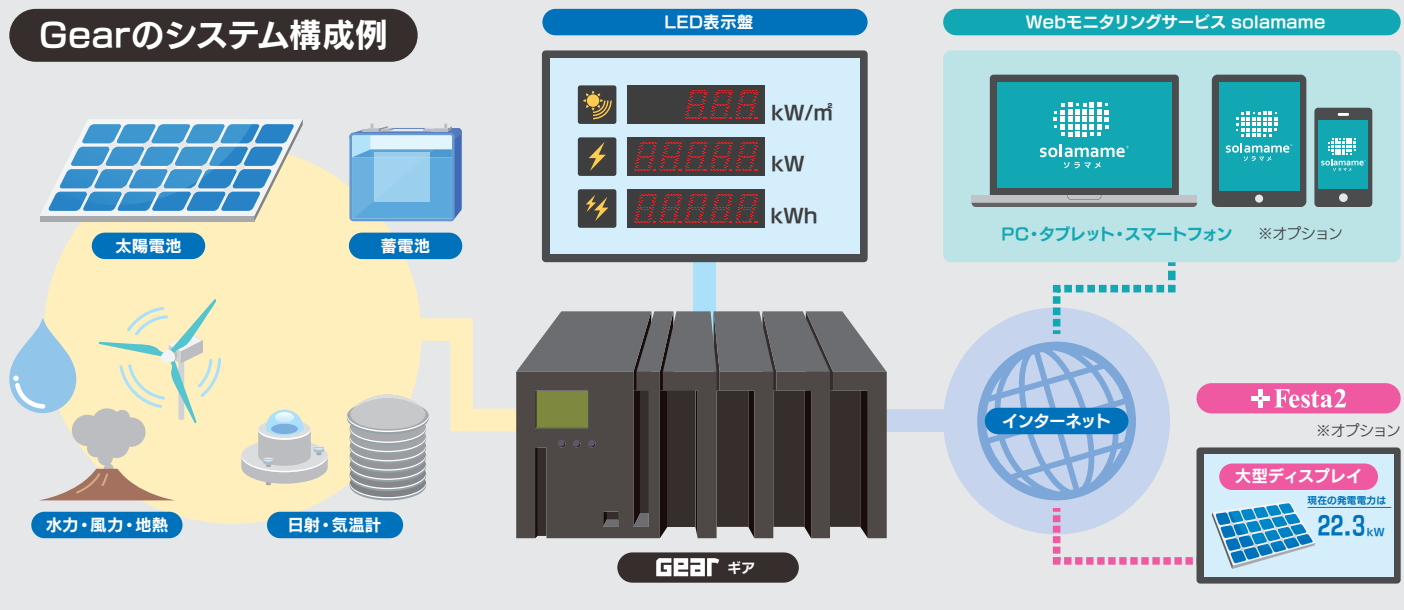 Gearのシステム構成例
LED表示盤
8.8.8. kW/㎡
8.8.8.8.8. kW
8.8.8.8.8. kWh
Webモニタリングサービス solamame
solamame
ソラマメ
solamame
ソラマメ
solamame
ソラマメ
PC・タブレット・スマートフォン ※オプション
太陽電池
蓄電池
水力・風力・地熱
日射・気温計
Gear ギア
インターネット
+Festa2
※オプション
大型ディスプレイ
現在の発電電力は
22.3kW